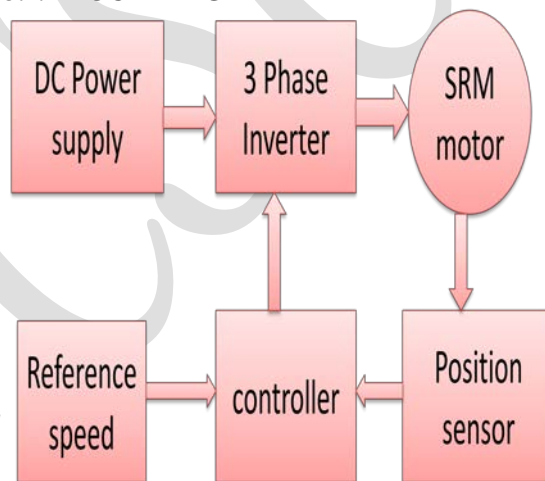 DC Power
supply
3 Phase
Inverter
SRM
motor
Reference
speed
controller
Position
sensor